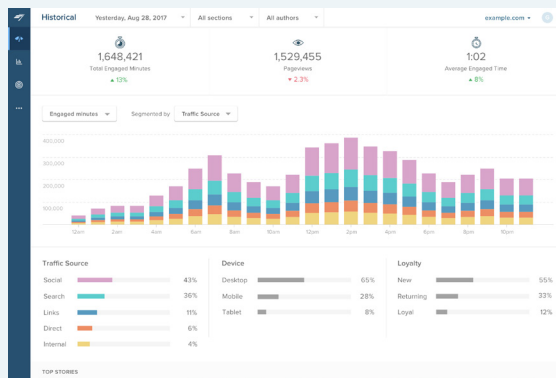 Historical Yesterday, Aug 28, 2017 All sections All authors example.com
1,648,421
Total Engaged Minutes
13%
1,529,455
Pageviews
2.3%
1:02
Average Engaged Time
8%
Engaged minutes Segmented by Traffic Source
400,000
300,000
200,000
100,000
12am 2am 4am 6am 8am 10am 12pm 2pm 4pm 6pm 8pm 10pm
Traffic Source
Social 43%
Search 36%
Links 11%
Direct 6%
Internal 4%
Device
Desktop 65%
Mobile 28%
Tablet 8%
Loyalty
New 55%
Returning 33%
Loyal 12%
TOP STORIES